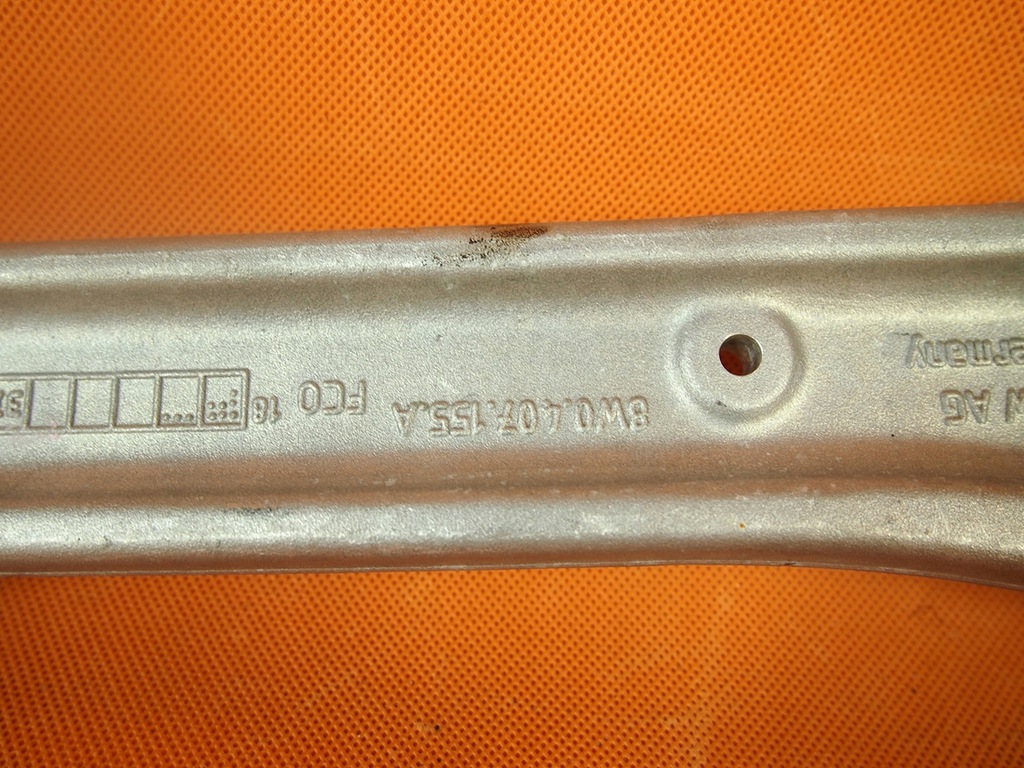 W AG
ermany
8W0.407.155.A
FCO 18